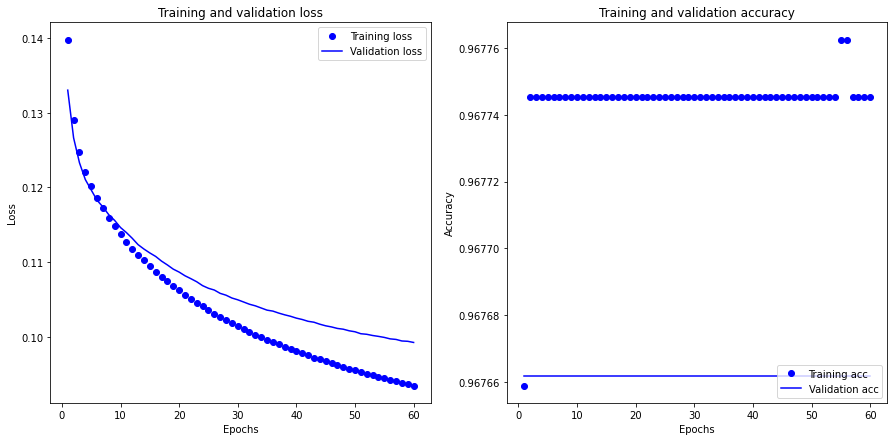 Training and validation loss
Training loss
Validation loss
0.14
0.13
0.12
0.11
0.10
Loss
0 10 20 30 40 50 60
Epochs
Training and validation accuracy
0.96776
0.96774
0.96772
0.96770
0.96768
0.96766
Accuracy
Training acc
Validation acc
0 10 20 30 40 50 60
Epochs